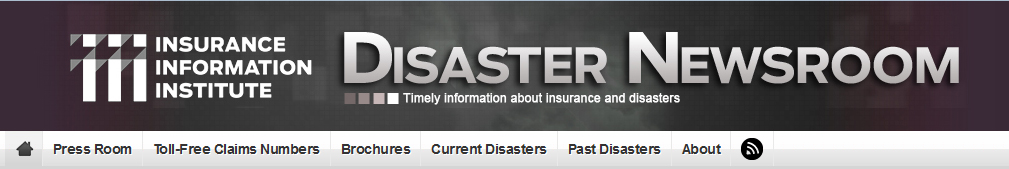 INSURANCE
INFORMATION
INSTITUTE
DISASTER NEWSROOM
Timely information about insurance and disasters
Press Room Toll-Free Claims Numbers Brochures Current Disasters Past Disasters About